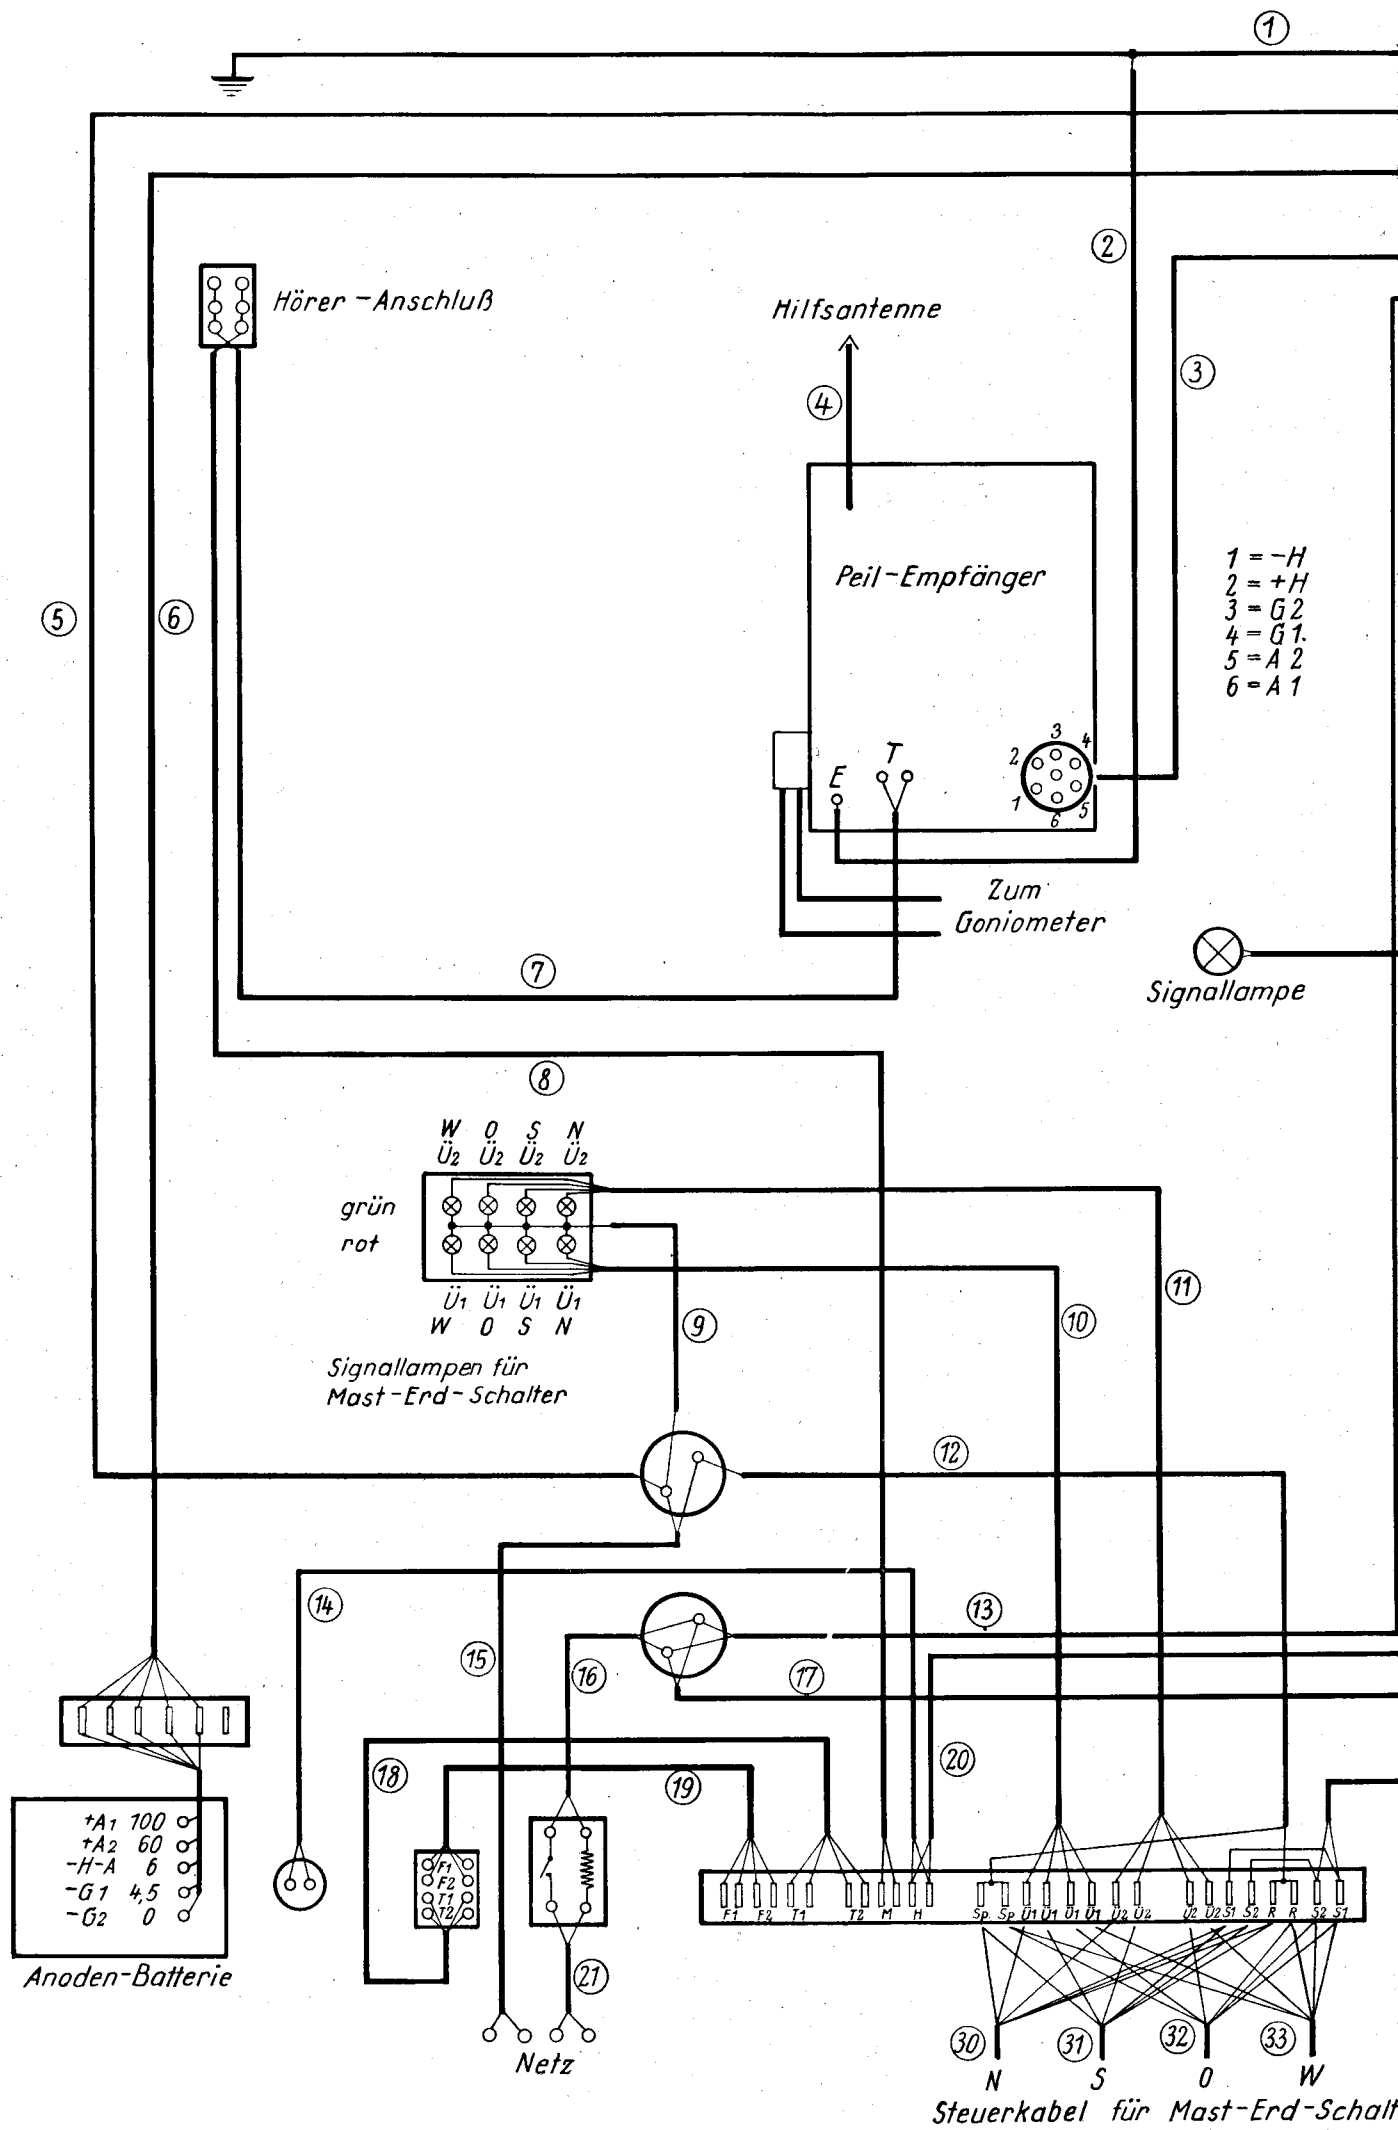 1
2
Hörer-Anschluß
Hilfsantenne
3
4
Peil-Empfänger
1 = -H
2 = +H
3 = G2
4 = G1.
5 = A2
6 = A1
5
6
3
4
2
T
E
1
5
6
Zum
Goniometer
7
Signallampe
8
W O S N
Ü2 Ü2 Ü2 Ü2
grün
rot
Ü1 Ü1 Ü1 Ü1
W O S N
9
10
11
Signallampen für
Mast-Erd-Schalter
12
14
13
15
16
17
18
19
20
+A1 100
+A2 60
-H-A 6
-G1 4,5
-G2 0
Anoden-Batterie
F1
F2
T1
T2
F1 F2 T1 T2 M H Sp Sp Ü1 Ü1 Ü1 Ü1 Ü2 Ü2 Ü2 Ü2 S1 S2 R R S2 S1
21
Netz
30
31
32
33
N S O W
Steuerkabel für Mast-Erd-Schalt